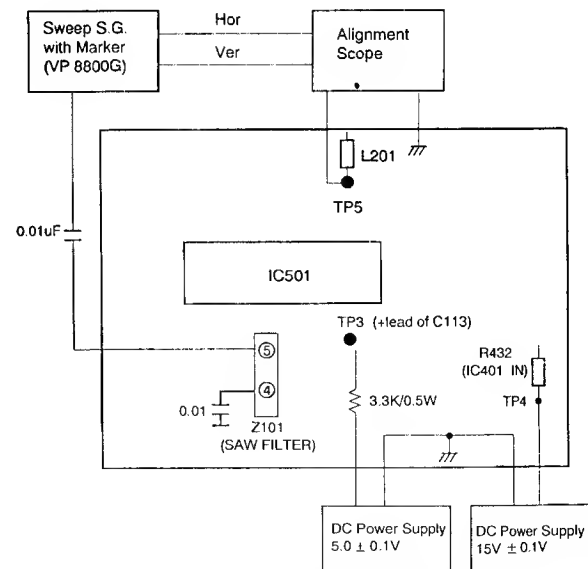 Sweep S.G.
with Marker
(VP 8800G)
Hor
Ver
Alignment
Scope
L201
TP5
0.01uF
IC501
TP3 (+lead of C113)
5
4
0.01
Z101
(SAW FILTER)
3.3K/0.5W
R432
(IC401 IN)
TP4
DC Power Supply
5.0 ± 0.1V
DC Power Supply
15V ± 0.1V